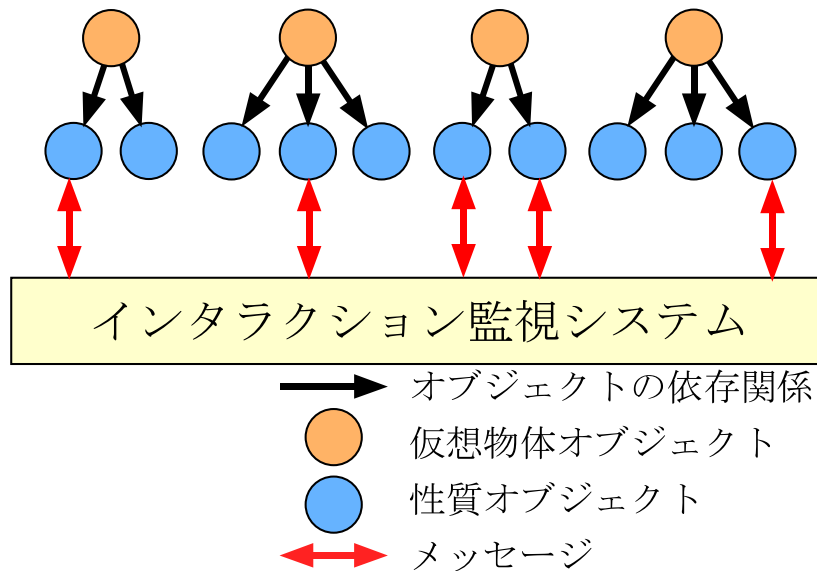 インタラクション監視システム
オブジェクトの依存関係
仮想物体オブジェクト
性質オブジェクト
メッセージ